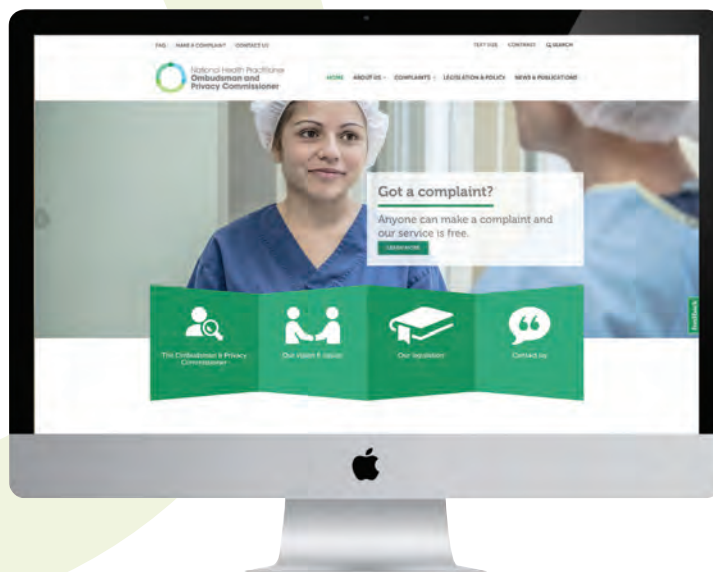 FAQ MAKE A COMPLAINT CONTACT US
TEXT SIZE CONTRAST SEARCH
National Health Practitioner
Ombudsman and
Privacy Commissioner
HOME ABOUT US COMPLAINTS LEGISLATION & POLICY NEWS & PUBLICATIONS
Got a complaint?
Anyone can make a complaint and
our service is free.
LEARN MORE
feedback
The Ombudsman & Privacy
Commissioner
Our vision & values
Our legislation
Contact us